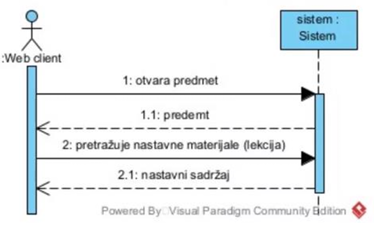 sistem :
Sistem
:Web client
1: otvara predmet
1.1: predemt
2: pretražuje nastavne materijale (lekcija)
2.1: nastavni sadržaj
Powered By Visual Paradigm Community Edition